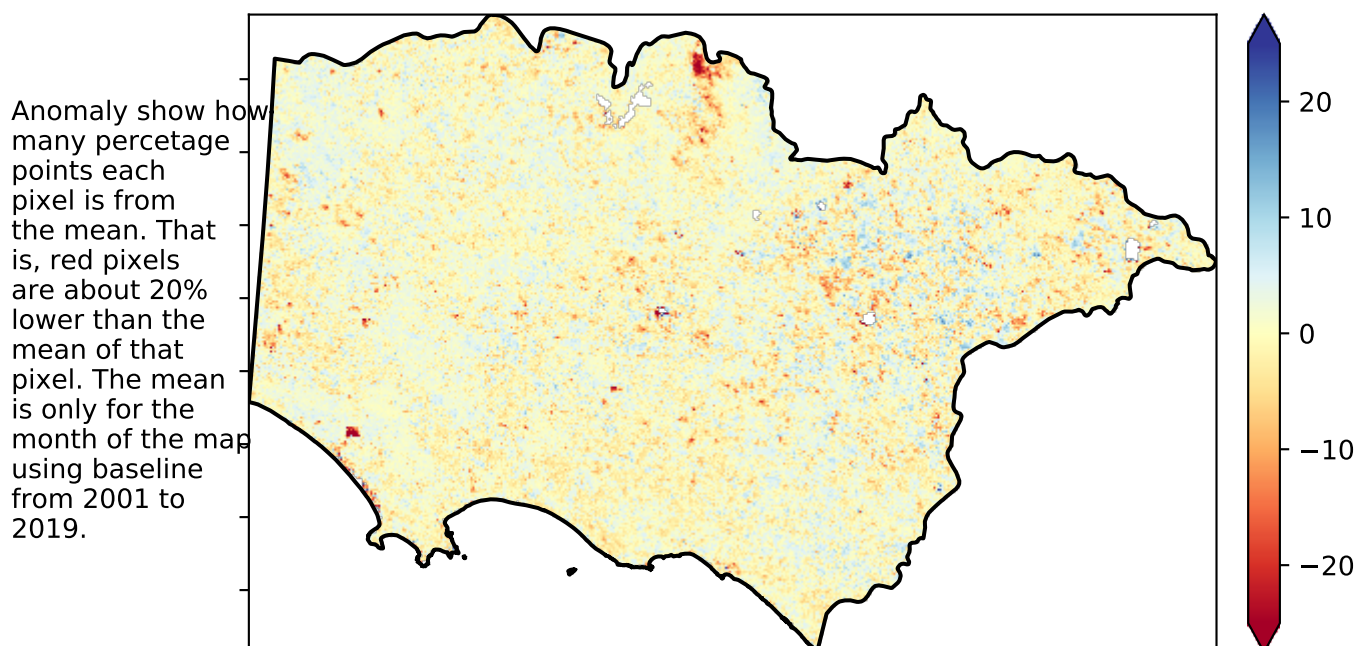 Anomaly show how
many percetage
points each
pixel is from
the mean. That
is, red pixels
are about 20%
lower than the
mean of that
pixel. The mean
is only for the
month of the map
using baseline
from 2001 to
2019.
20
10
0
−10
−20